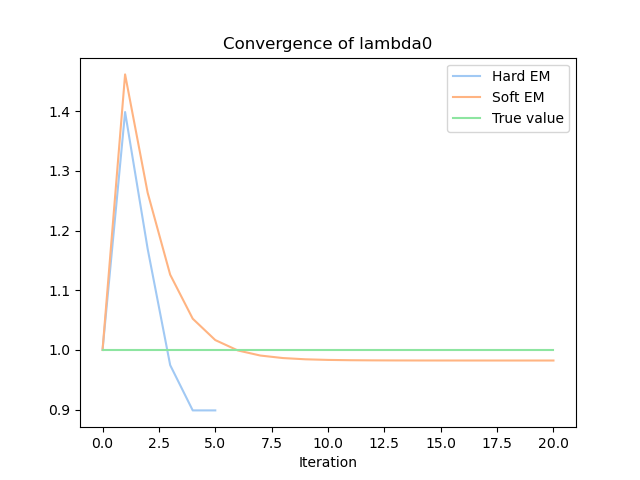 Convergence of lambda0
Hard EM
Soft EM
True value
1.4
1.3
1.2
1.1
1.0
0.9
0.0 2.5 5.0 7.5 10.0 12.5 15.0 17.5 20.0
Iteration